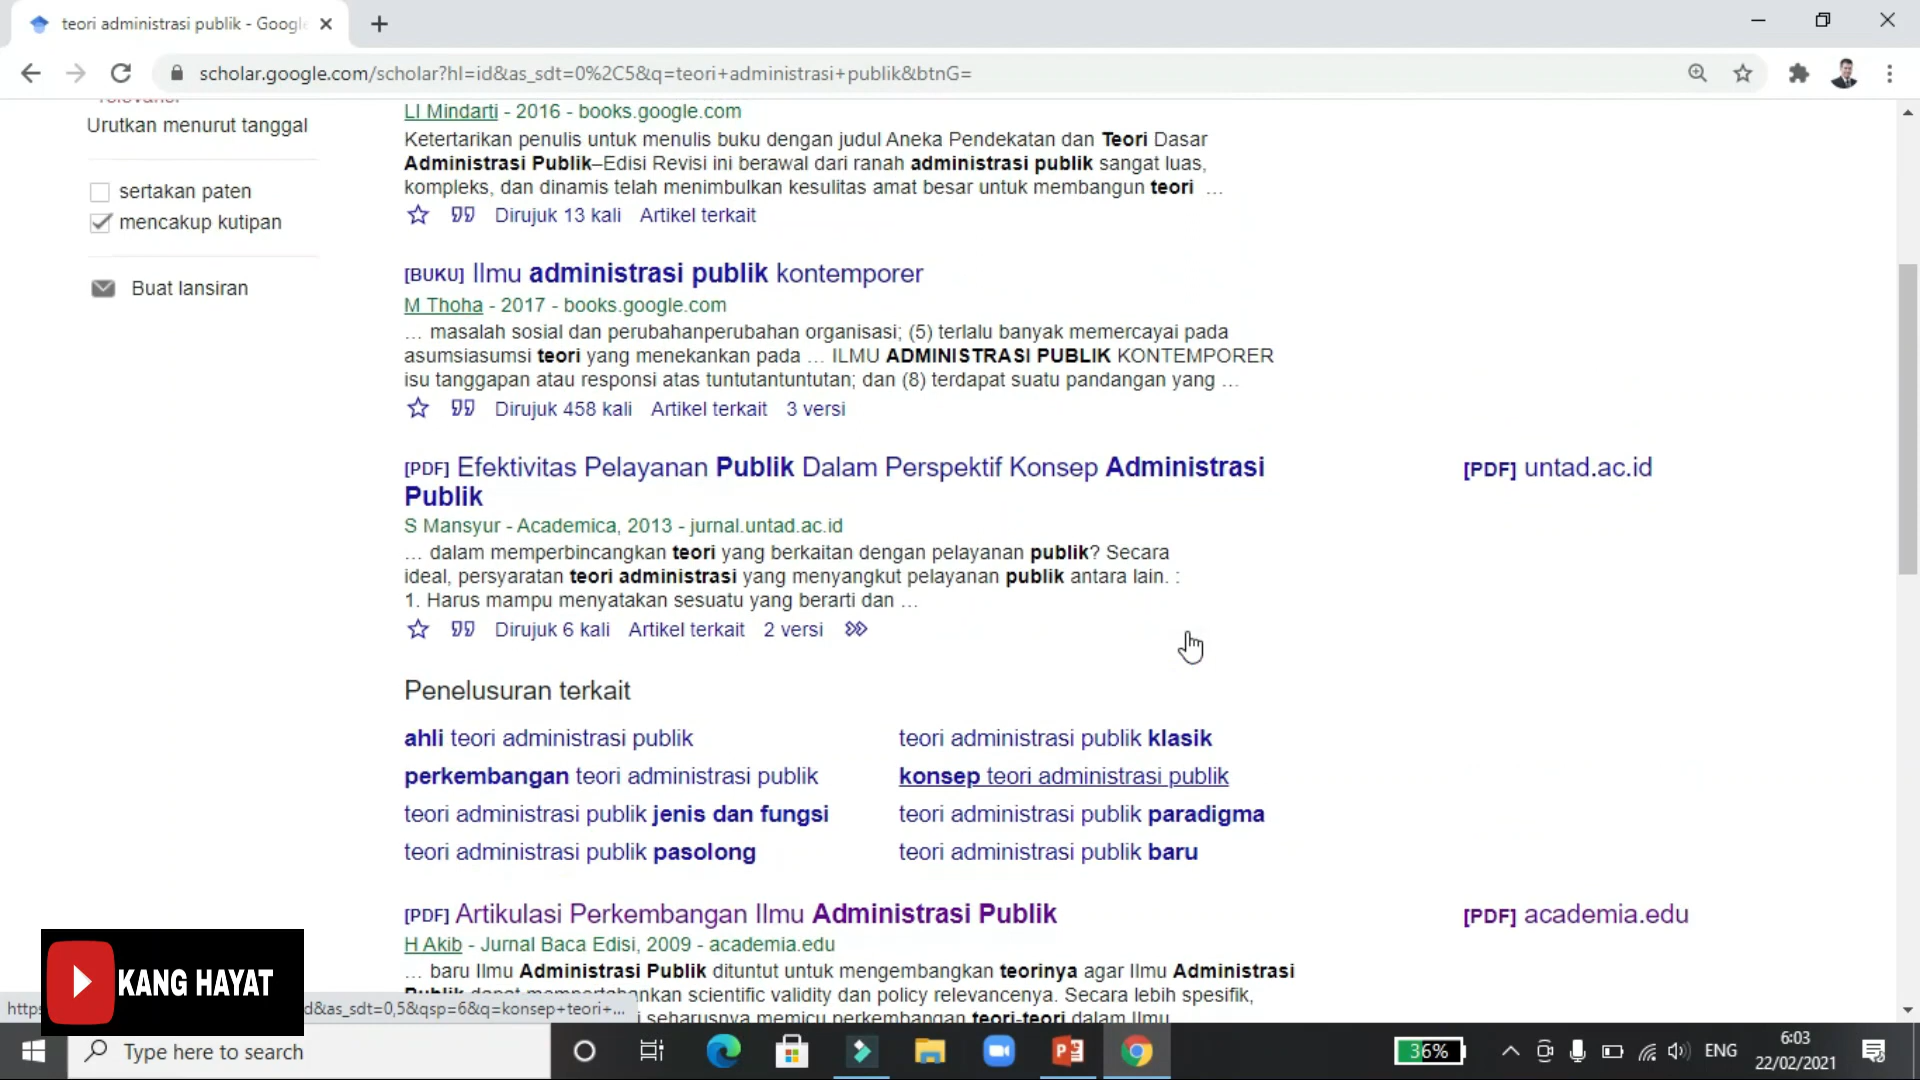 teori administrasi publik - Google
scholar.google.com/scholar?hl=id&as_sdt=0%2C5&q=teori+administrasi+publik&btnG=
relevansi
Urutkan menurut tanggal
sertakan paten
mencakup kutipan
Buat lansiran
LI Mindarti - 2016 - books.google.com
Ketertarikan penulis untuk menulis buku dengan judul Aneka Pendekatan dan Teori Dasar
Administrasi Publik–Edisi Revisi ini berawal dari ranah administrasi publik sangat luas,
kompleks, dan dinamis telah menimbulkan kesulitas amat besar untuk membangun teori ...
Dirujuk 13 kali Artikel terkait
[BUKU] Ilmu administrasi publik kontemporer
M Thoha - 2017 - books.google.com
... masalah sosial dan perubahanperubahan organisasi; (5) terlalu banyak memercayai pada
asumsiasumsi teori yang menekankan pada ... ILMU ADMINISTRASI PUBLIK KONTEMPORER
isu tanggapan atau responsi atas tuntutantuntutan; dan (8) terdapat suatu pandangan yang ...
Dirujuk 458 kali Artikel terkait 3 versi
[PDF] Efektivitas Pelayanan Publik Dalam Perspektif Konsep Administrasi
Publik
[PDF] untad.ac.id
S Mansyur - Academica, 2013 - jurnal.untad.ac.id
... dalam memperbincangkan teori yang berkaitan dengan pelayanan publik? Secara
ideal, persyaratan teori administrasi yang menyangkut pelayanan publik antara lain. :
1. Harus mampu menyatakan sesuatu yang berarti dan ...
Dirujuk 6 kali Artikel terkait 2 versi
Penelusuran terkait
ahli teori administrasi publik
teori administrasi publik klasik
perkembangan teori administrasi publik
konsep teori administrasi publik
teori administrasi publik jenis dan fungsi
teori administrasi publik paradigma
teori administrasi publik pasolong
teori administrasi publik baru
[PDF] Artikulasi Perkembangan Ilmu Administrasi Publik
[PDF] academia.edu
H Akib - Jurnal Baca Edisi, 2009 - academia.edu
... baru Ilmu Administrasi Publik dituntut untuk mengembangkan teorinya agar Ilmu Administrasi
Publik dapat mempertahankan scientific validity dan policy relevancenya. Secara lebih spesifik,
seharusnya memicu perkembangan teori-teori dalam Ilmu
KANG HAYAT
https
d&as_sdt=0,5&qsp=6&q=konsep+teori+...
Type here to search
36%
ENG
6:03
22/02/2021